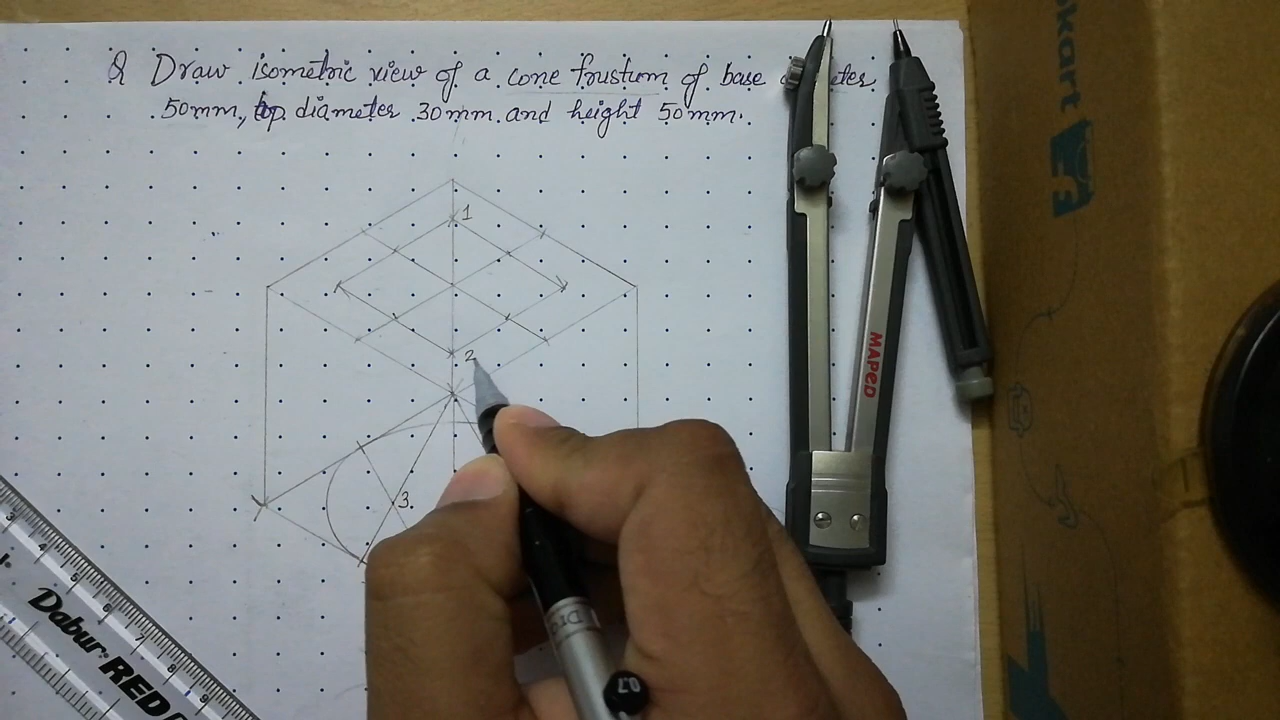 Q Draw isometric view of a cone frustum of base
50mm, top diameter 30mm and height 50mm.
1
2
3
MAPED
Dabur RED
0.7